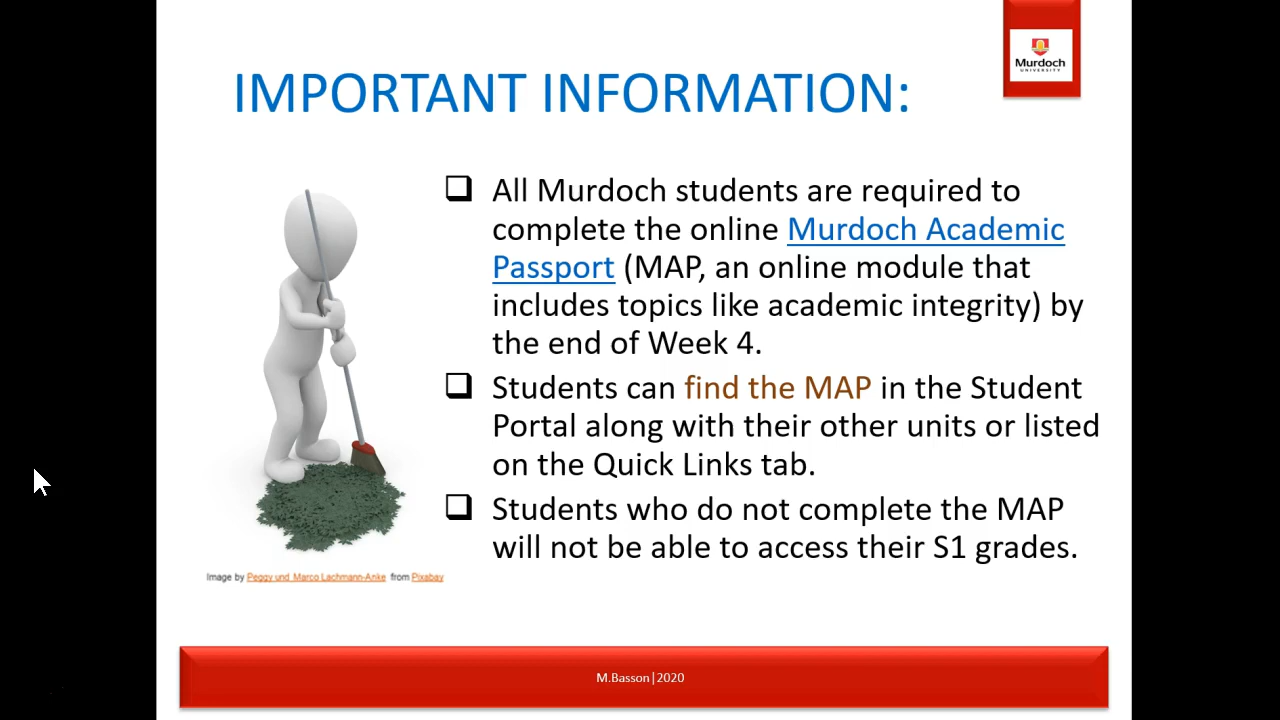 Murdoch
UNIVERSITY
IMPORTANT INFORMATION:
All Murdoch students are required to
complete the online Murdoch Academic
Passport (MAP, an online module that
includes topics like academic integrity) by
the end of Week 4.
Students can find the MAP in the Student
Portal along with their other units or listed
on the Quick Links tab.
Students who do not complete the MAP
will not be able to access their S1 grades.
Image by Peggy und Marco Lachmann-Anke from Pixabay
M.Basson|2020